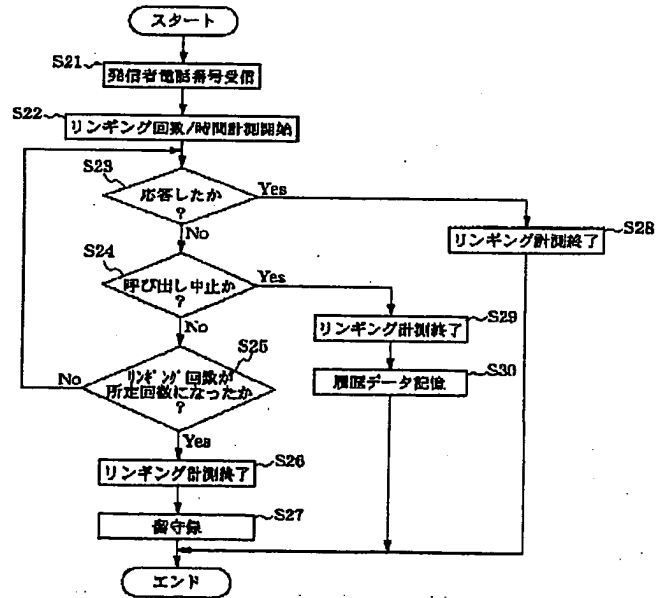 スタート
S21
発信者電話番号受信
S22
リンギング回数/時間計測開始
S23
応答したか
?
Yes
No
S28
リンギング計測終了
S24
呼び出し中止か
?
Yes
No
S29
リンギング計測終了
S25
リンギング回数が
所定回数になったか
?
No
Yes
S30
履歴データ記憶
S26
リンギング計測終了
S27
留守録
エンド